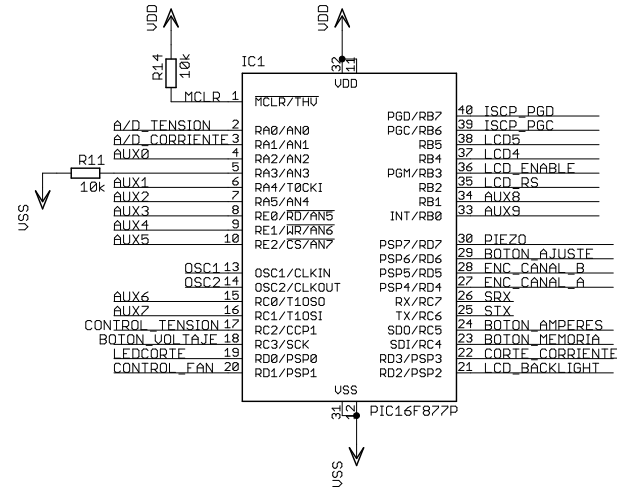 VDD
VDD
R14
10k
IC1
32
11
VDD
MCLR 1 MCLR/THV
A/D_TENSION 2 RA0/AN0
A/D_CORRIENTE 3 RA1/AN1
AUX0 4 RA2/AN2
R11
10k
5 RA3/AN3
AUX1 6 RA4/T0CKI
AUX2 7 RA5/AN4
AUX3 8 RE0/RD/AN5
AUX4 9 RE1/WR/AN6
AUX5 10 RE2/CS/AN7
VSS
OSC1 13 OSC1/CLKIN
OSC2 14 OSC2/CLKOUT
AUX6 15 RC0/T1OSO
AUX7 16 RC1/T1OSI
CONTROL_TENSION 17 RC2/CCP1
BOTON_VOLTAJE 18 RC3/SCK
LEDCORTE 19 RD0/PSP0
CONTROL_FAN 20 RD1/PSP1
PGD/RB7 40 ISCP_PGD
PGC/RB6 39 ISCP_PGC
RB5 38 LCD5
RB4 37 LCD4
PGM/RB3 36 LCD_ENABLE
RB2 35 LCD_RS
RB1 34 AUX8
INT/RB0 33 AUX9
PSP7/RD7 30 PIEZO
PSP6/RD6 29 BOTON_AJUSTE
PSP5/RD5 28 ENC_CANAL_B
PSP4/RD4 27 ENC_CANAL_A
RX/RC7 26 SRX
TX/RC6 25 STX
SDO/RC5 24 BOTON_AMPERES
SDI/RC4 23 BOTON_MEMORIA
RD3/PSP3 22 CORTE_CORRIENTE
RD2/PSP2 21 LCD_BACKLIGHT
VSS
31
12
PIC16F877P
VSS